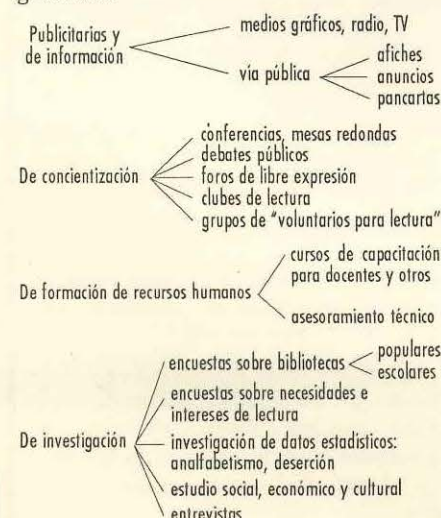 Publicitarias y
de información
medios gráficos, radio, TV
vía pública
afiches
anuncios
pancartas
De concientización
conferencias, mesas redondas
debates públicos
foros de libre expresión
clubes de lectura
grupos de "voluntarios para lectura"
De formación de recursos humanos
cursos de capacitación
para docentes y otros
asesoramiento técnico
De investigación
encuestas sobre bibliotecas
populares
escolares
encuestas sobre necesidades e
intereses de lectura
investigación de datos estadísticos:
analfabetismo, deserción
estudio social, económico y cultural
entrevistas